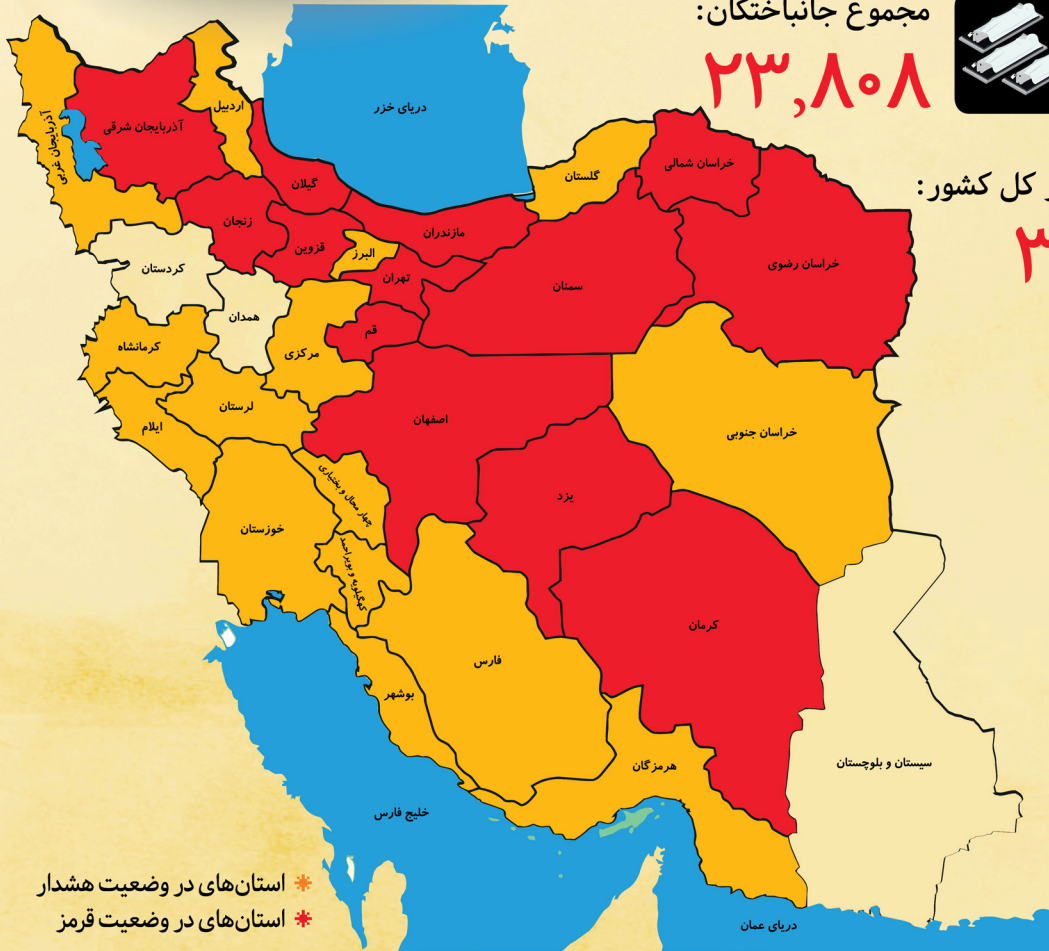 مجموع جانباختگان:
۲۳,۸۰۸
کل کشور:
۳
دریای خزر
اردبیل
آذربایجان شرقی
آذربایجان غربی
گیلان
گلستان
خراسان شمالی
زنجان
مازندران
قزوین
البرز
تهران
خراسان رضوی
کردستان
سمنان
همدان
قم
مرکزی
کرمانشاه
لرستان
اصفهان
ایلام
خراسان جنوبی
چهار محال و بختیاری
یزد
خوزستان
کهگیلویه و بویراحمد
کرمان
فارس
بوشهر
هرمزگان
سیستان و بلوچستان
خلیج فارس
دریای عمان
استان‌های در وضعیت هشدار
استان‌های در وضعیت قرمز